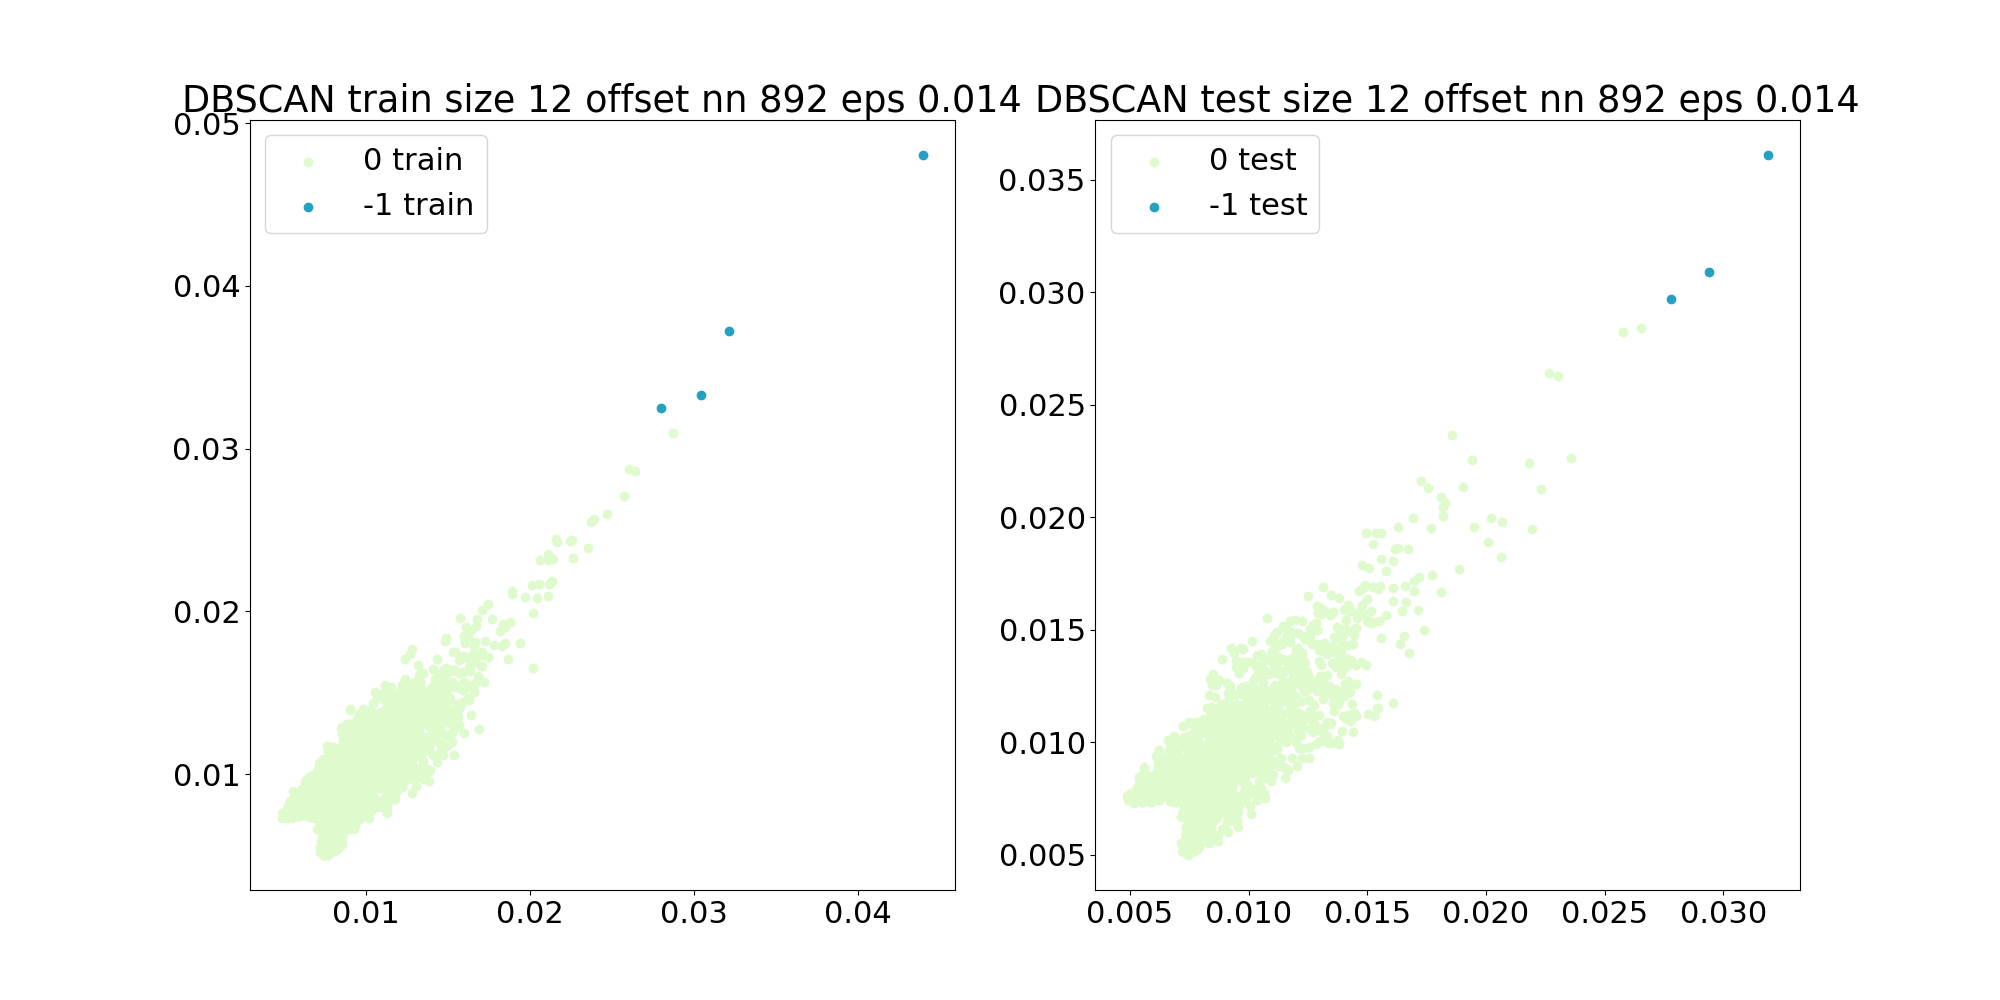 DBSCAN train size 12 offset nn 892 eps 0.014
0 train
-1 train
0.05
0.04
0.03
0.02
0.01
0.01 0.02 0.03 0.04
DBSCAN test size 12 offset nn 892 eps 0.014
0 test
-1 test
0.035
0.030
0.025
0.020
0.015
0.010
0.005
0.005 0.010 0.015 0.020 0.025 0.030